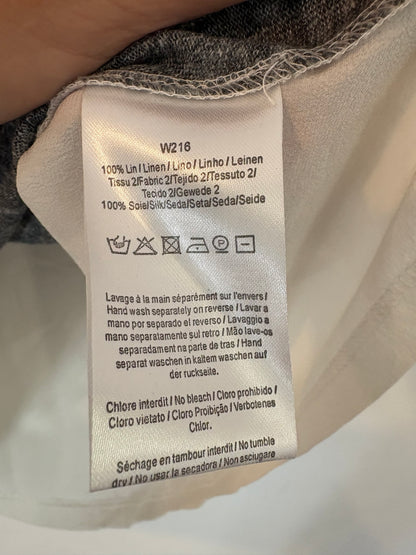 W216
100% Lin / Linen / Lino / Linho / Leinen
Tissu 2/Fabric 2/Tejido 2/Tessuto 2/
Tecido 2/Gewede 2
100% Soie/Silk/Seda/Seta/Seda/Seide
Lavage à la main séparément sur l'envers /
Hand wash separately on reverse / Lavar a
mano por separado el reverso / Lavaggio a
mano separatamente sul retro / Mão lave-os
separadament na parte de tras / Hand
separat waschen in kaltem waschen auf
der ruckseile.
Chlore interdit / No bleach / Cloro prohibido /
Cloro vietato / Cloro Proibição / Verbotenes
Chlor.
Séchage en tambour interdit / No tumble
dry / No usar la secadora / Non asciugare